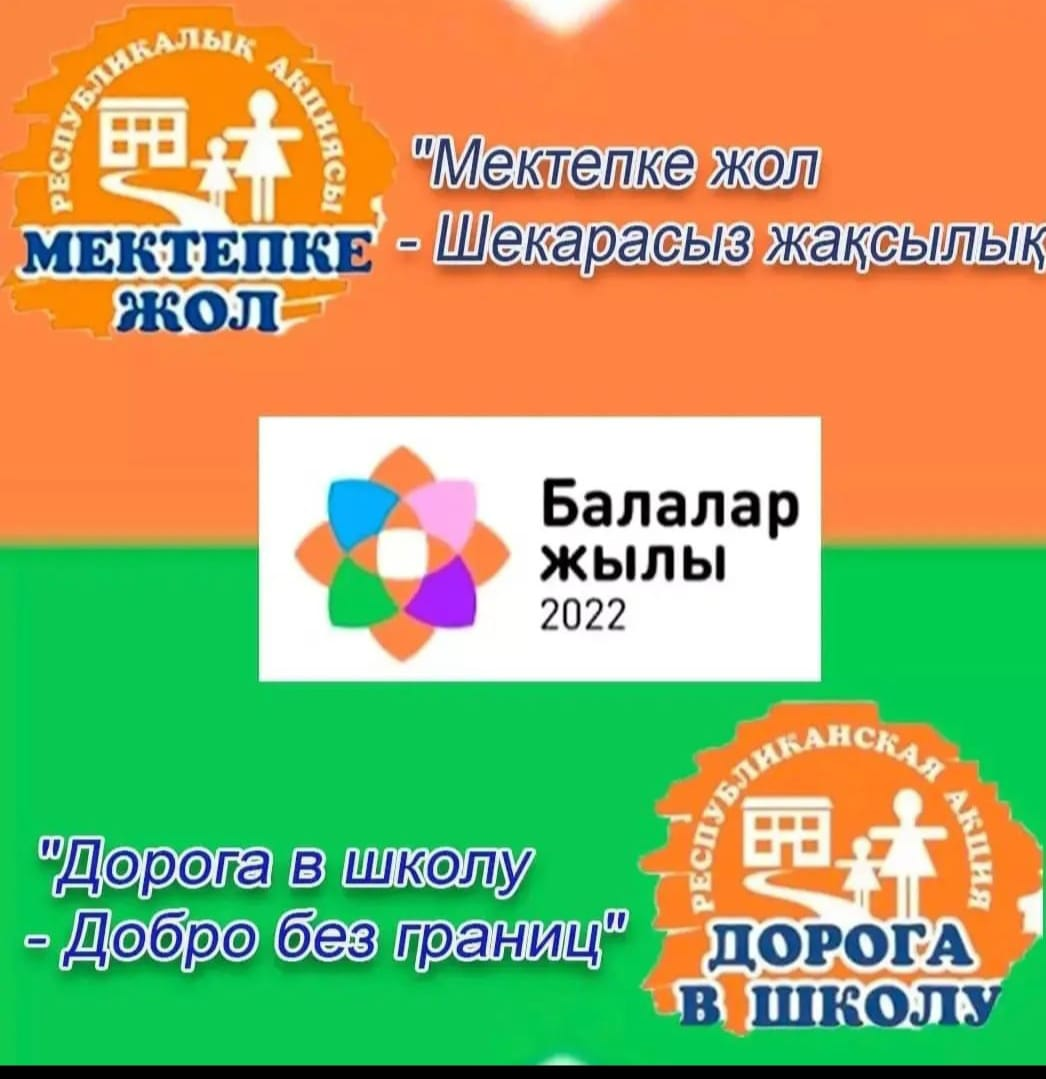 РЕСПУБЛИКАЛЫК АКЦИЯСЫ
МЕКТЕПКЕ
ЖОЛ
"Мектепке жол
- Шекарасыз жақсылық
Балалар
жылы
2022
"Дорога в школу
- Добро без границ"
РЕСПУБЛИКАНСКАЯ АКЦИЯ
ДОРОГА
В ШКОЛУ